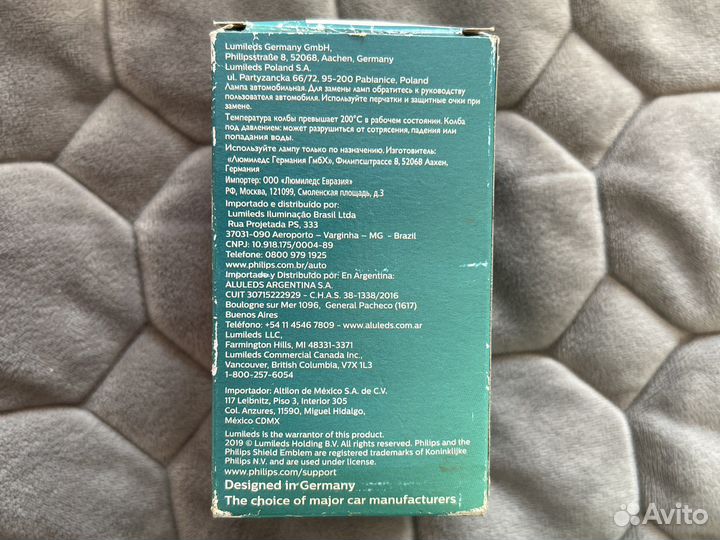 Lumileds Germany GmbH,
Philipsstraße 8, 52068, Aachen, Germany
Lumileds Poland S.A.
ul. Partyzancka 66/72, 95-200 Pabianice, Poland
Лампа автомобильная. Для замены ламп обратитесь к руководству
пользователя автомобиля. Используйте перчатки и защитные очки при
замене.
Температура колбы превышает 200°C в рабочем состоянии. Колба
под давлением: может разрушиться от сотрясения, падения или
попадания воды.
Используйте лампу только по назначению. Изготовитель:
«Люмиледс Германия ГмбХ», Филипсштрассе 8, 52068 Аахен,
Германия
Импортер: ООО «Люмиледс Евразия»
РФ, Москва, 121099, Смоленская площадь, д.3
Importado e distribuído por:
Lumileds Iluminação Brasil Ltda
Rua Projetada PS, 333
37031-090 Aeroporto – Varginha – MG - Brazil
CNPJ: 10.918.175/0004-89
Telefone: 0800 979 1925
www.philips.com.br/auto
Importado y Distribuído por: En Argentina:
ALULEDS ARGENTINA S.A.
CUIT 30715222929 - C.H.A.S. 38-1338/2016
Boulogne sur Mer 1096, General Pacheco (1617)
Buenos Aires
Teléfono: +54 11 4546 7809 - www.aluleds.com.ar
Lumileds LLC,
Farmington Hills, MI 48331-3371
Lumileds Commercial Canada Inc.,
Vancouver, British Columbia, V7X 1L3
1-800-257-6054
Importador: Altilon de México S.A. de C.V.
117 Leibnitz, Piso 3, Interior 305
Col. Anzures, 11590, Miguel Hidalgo,
México CDMX
Lumileds is the warrantor of this product.
2019 © Lumileds Holding B.V. All rights reserved. Philips and the
Philips Shield Emblem are registered trademarks of Koninklijke
Philips N.V. and are used under license.
www.philips.com/support
Designed in Germany
The choice of major car manufacturers
Avito